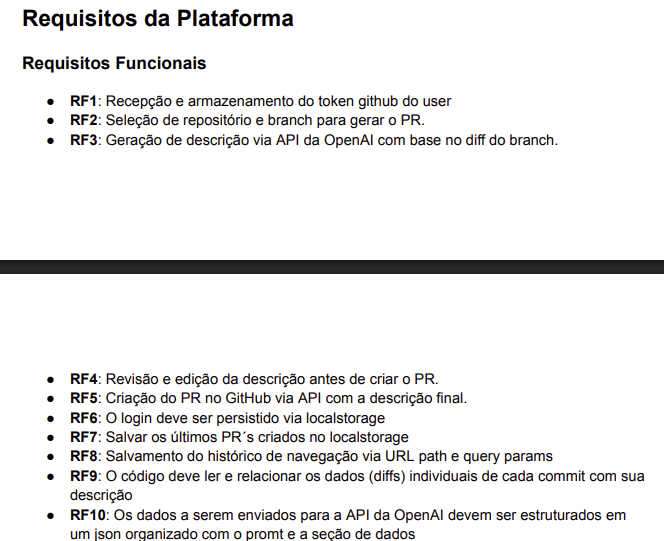 Requisitos da Plataforma
Requisitos Funcionais
● RF1: Recepção e armazenamento do token github do user
● RF2: Seleção de repositório e branch para gerar o PR.
● RF3: Geração de descrição via API da OpenAI com base no diff do branch.
● RF4: Revisão e edição da descrição antes de criar o PR.
● RF5: Criação do PR no GitHub via API com a descrição final.
● RF6: O login deve ser persistido via localstorage
● RF7: Salvar os últimos PR´s criados no localstorage
● RF8: Salvamento do histórico de navegação via URL path e query params
● RF9: O código deve ler e relacionar os dados (diffs) individuais de cada commit com sua
descrição
● RF10: Os dados a serem enviados para a API da OpenAI devem ser estruturados em
um json organizado com o promt e a seção de dados